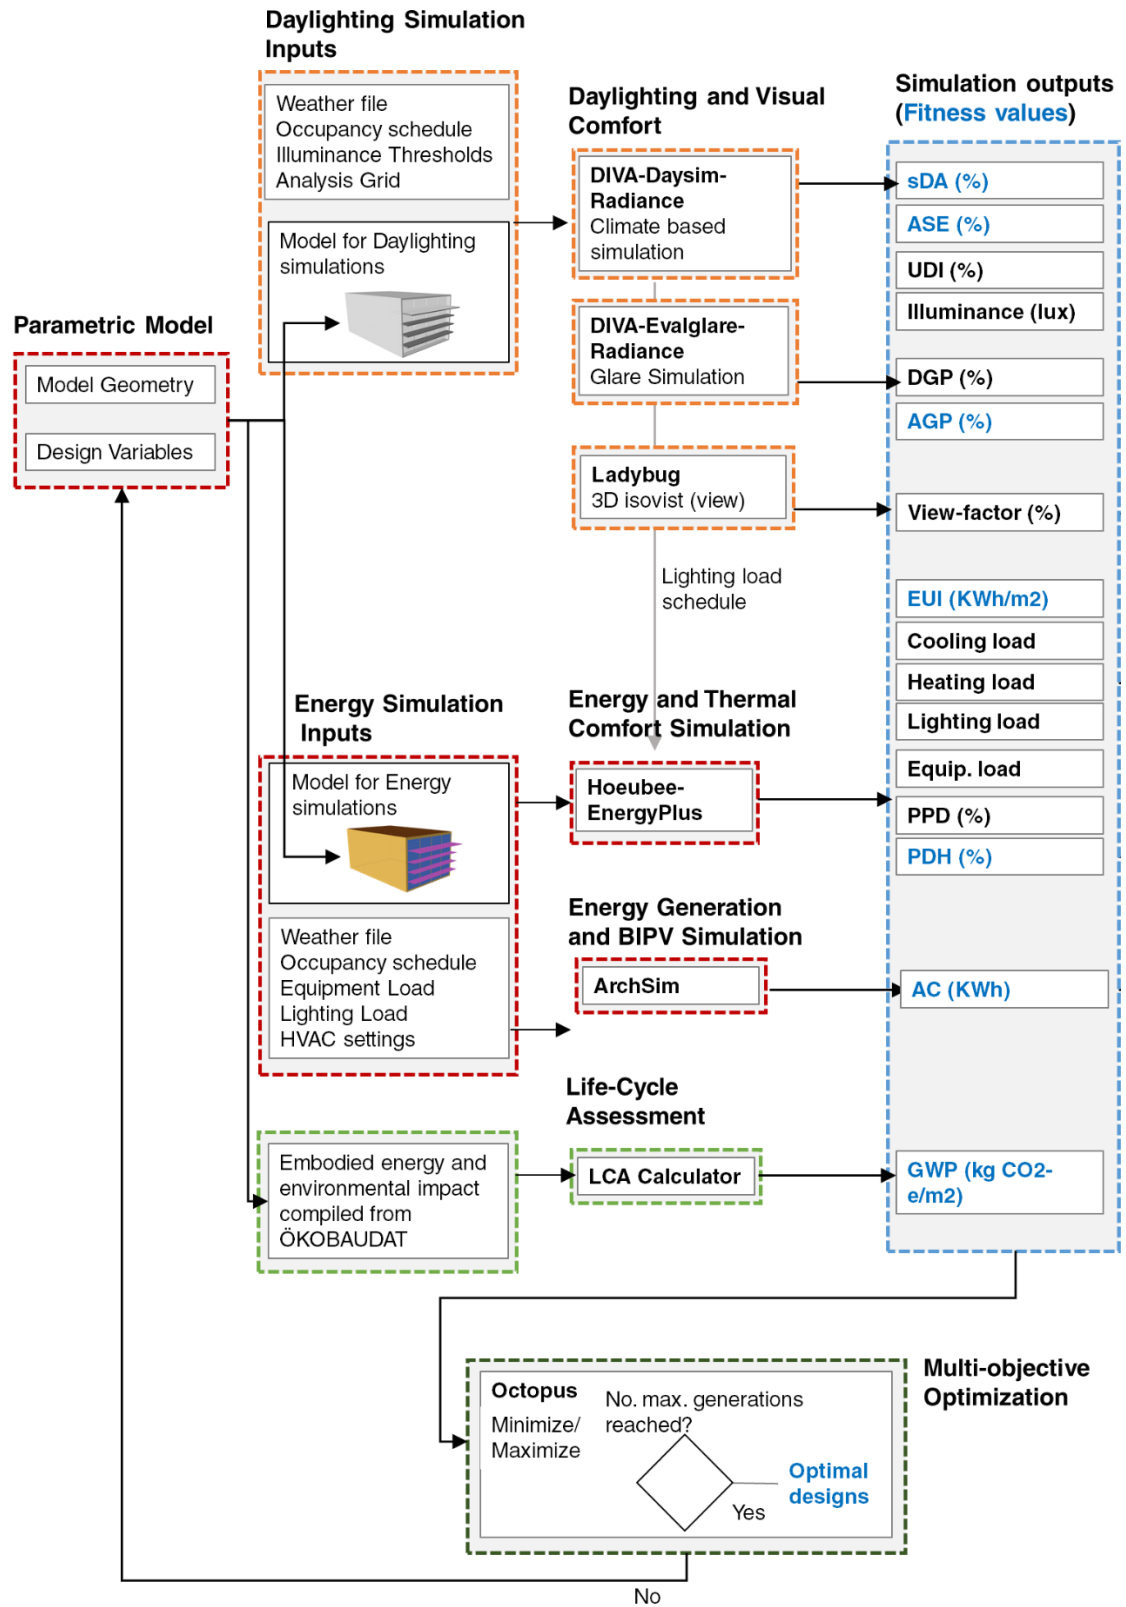 Daylighting Simulation
Inputs
Weather file
Occupancy schedule
Illuminance Thresholds
Analysis Grid
Model for Daylighting
simulations
Parametric Model
Model Geometry
Design Variables
Daylighting and Visual
Comfort
DIVA-Daysim-
Radiance
Climate based
simulation
DIVA-Evalglare-
Radiance
Glare Simulation
Ladybug
3D isovist (view)
Lighting load
schedule
Energy Simulation
Inputs
Model for Energy
simulations
Weather file
Occupancy schedule
Equipment Load
Lighting Load
HVAC settings
Energy and Thermal
Comfort Simulation
Hoeubee-
EnergyPlus
Energy Generation
and BIPV Simulation
ArchSim
Life-Cycle
Assessment
Embodied energy and
environmental impact
compiled from
ÖKOBAUDAT
LCA Calculator
Simulation outputs
(Fitness values)
sDA (%)
ASE (%)
UDI (%)
Illuminance (lux)
DGP (%)
AGP (%)
View-factor (%)
EUI (KWh/m2)
Cooling load
Heating load
Lighting load
Equip. load
PPD (%)
PDH (%)
AC (KWh)
GWP (kg CO2-
e/m2)
Multi-objective
Optimization
Octopus
Minimize/
Maximize
No. max. generations
reached?
Optimal
designs
Yes
No